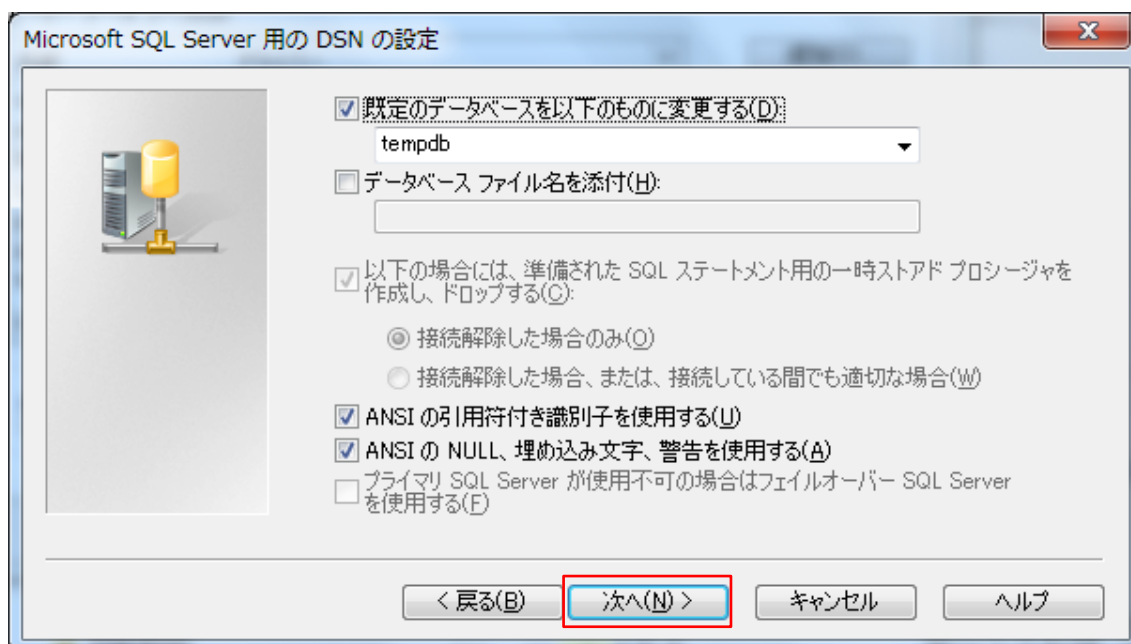 Microsoft SQL Server 用の DSN の設定
既定のデータベースを以下のものに変更する(D):
tempdb
データベース ファイル名を添付(H):
以下の場合には、準備された SQL ステートメント用の一時ストアド プロシージャを
作成し、ドロップする(C):
接続解除した場合のみ(O)
接続解除した場合、または、接続している間でも適切な場合(W)
ANSI の引用符付き識別子を使用する(U)
ANSI の NULL、埋め込み文字、警告を使用する(A)
プライマリ SQL Server が使用不可の場合はフェイルオーバー SQL Server
を使用する(F)
< 戻る(B) 次へ(N) > キャンセル ヘルプ